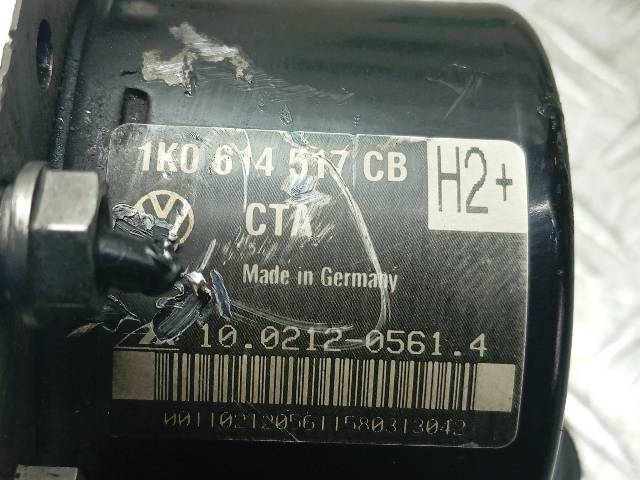 1K0 614 517 CB
H2+
CTA
Made in Germany
10.0212-0561.4
0011021205611580313042